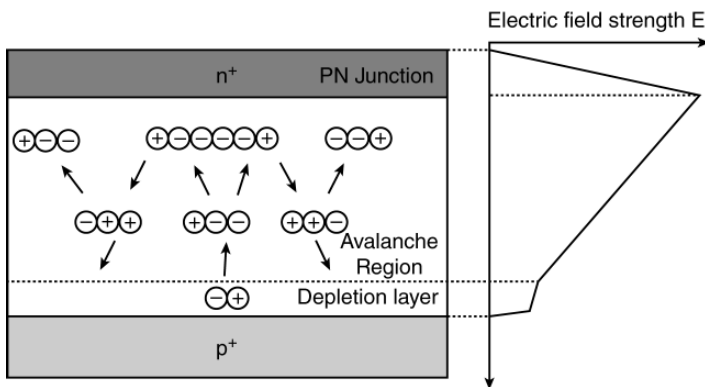 Electric field strength E
n+ PN Junction
+−− +−−−−+ −−+
−++ +−− ++−
Avalanche
Region
−+ Depletion layer
p+